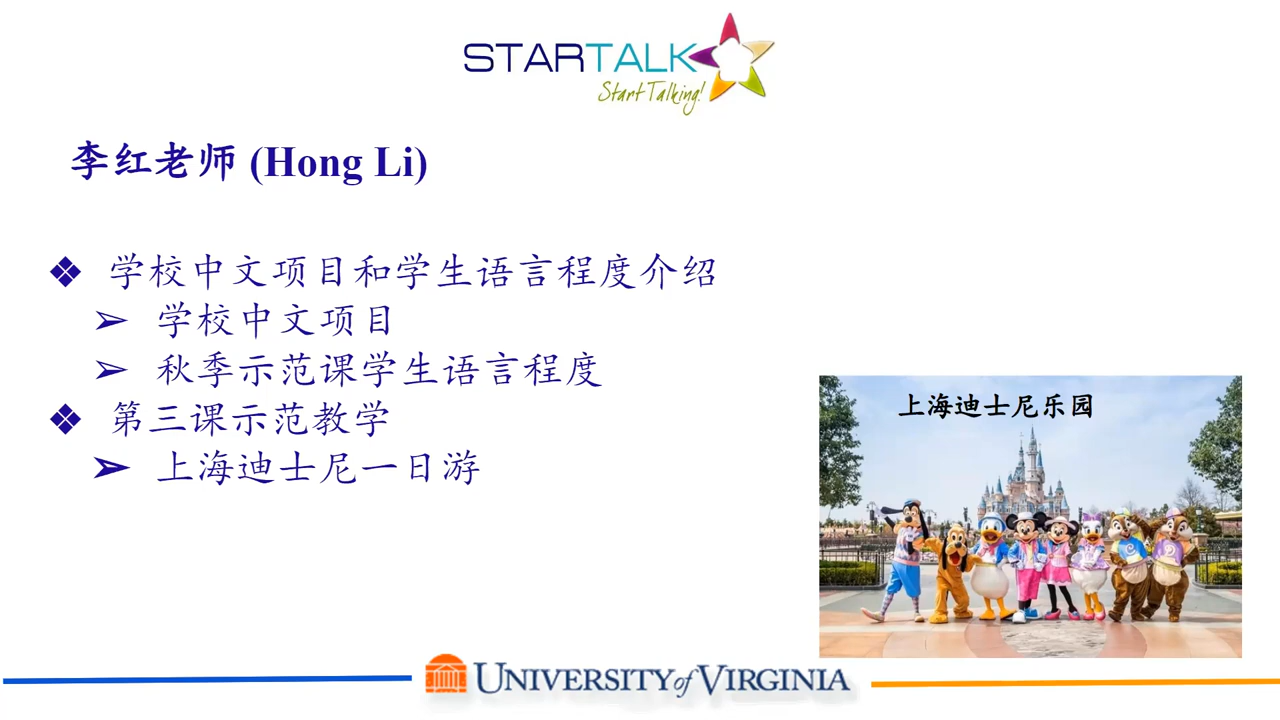 STARTALK
Start Talking!
李红老师 (Hong Li)
❖ 学校中文项目和学生语言程度介绍
➢ 学校中文项目
➢ 秋季示范课学生语言程度
❖ 第三课示范教学
➢ 上海迪士尼一日游
上海迪士尼乐园
UNIVERSITY of VIRGINIA